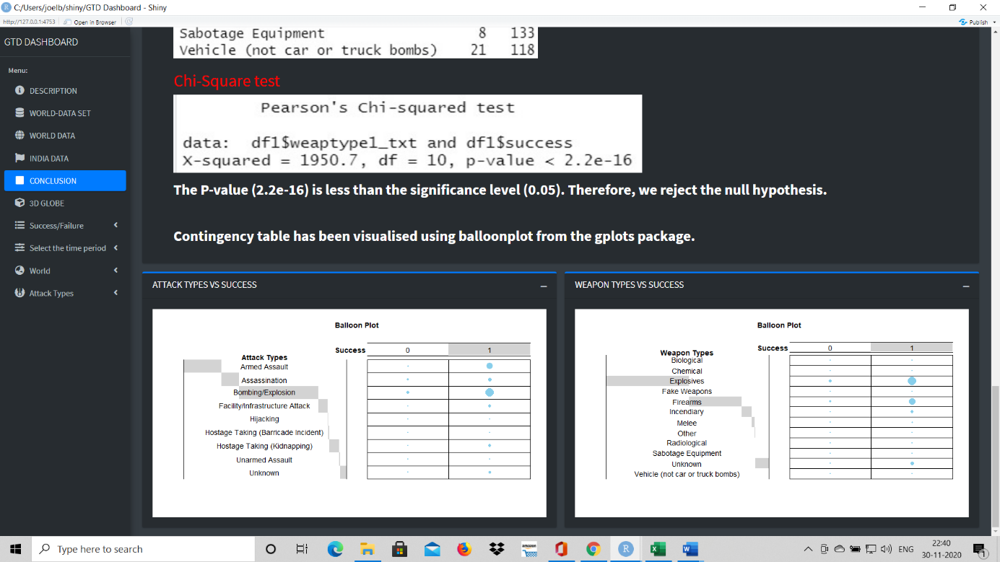 C:/Users/joelb/shiny/GTD Dashboard - Shiny
http://127.0.0.1:4753 Open in Browser Publish
GTD DASHBOARD
Menu:
DESCRIPTION
WORLD-DATA SET
WORLD DATA
INDIA DATA
CONCLUSION
3D GLOBE
Success/Failure
Select the time period
World
Attack Types
Sabotage Equipment 8 133
Vehicle (not car or truck bombs) 21 118
Chi-Square test
Pearson's Chi-squared test
data: df1$weaptype1_txt and df1$success
X-squared = 1950.7, df = 10, p-value < 2.2e-16
The P-value (2.2e-16) is less than the significance level (0.05). Therefore, we reject the null hypothesis.
Contingency table has been visualised using balloonplot from the gplots package.
ATTACK TYPES VS SUCCESS
Balloon Plot
Success 0 1
Attack Types
Armed Assault
Assassination
Bombing/Explosion
Facility/Infrastructure Attack
Hijacking
Hostage Taking (Barricade Incident)
Hostage Taking (Kidnapping)
Unarmed Assault
Unknown
WEAPON TYPES VS SUCCESS
Balloon Plot
Success 0 1
Weapon Types
Biological
Chemical
Explosives
Fake Weapons
Firearms
Incendiary
Melee
Other
Radiological
Sabotage Equipment
Unknown
Vehicle (not car or truck bombs)
Type here to search
amazon
ENG
22:40
30-11-2020
1